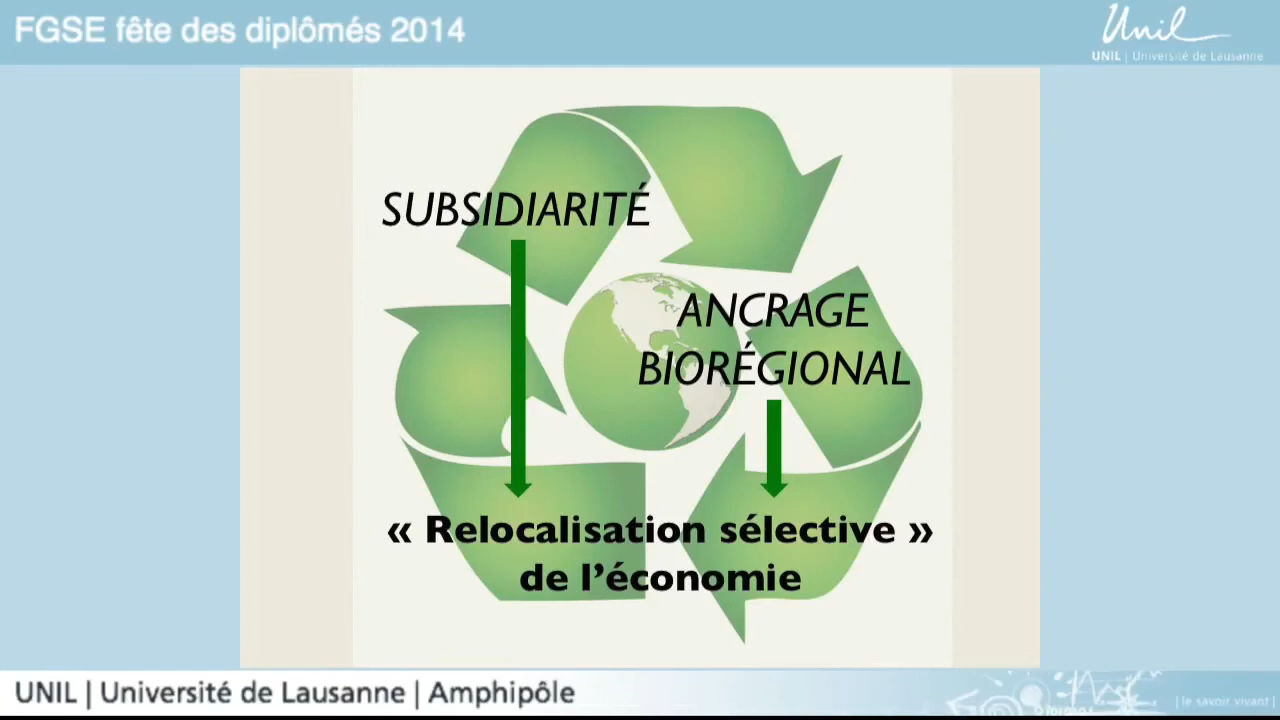 FGSE fête des diplômés 2014
Unil
UNIL | Université de Lausanne
SUBSIDIARITÉ
ANCRAGE
BIORÉGIONAL
« Relocalisation sélective »
de l’économie
UNIL | Université de Lausanne | Amphipôle
| le savoir vivant |